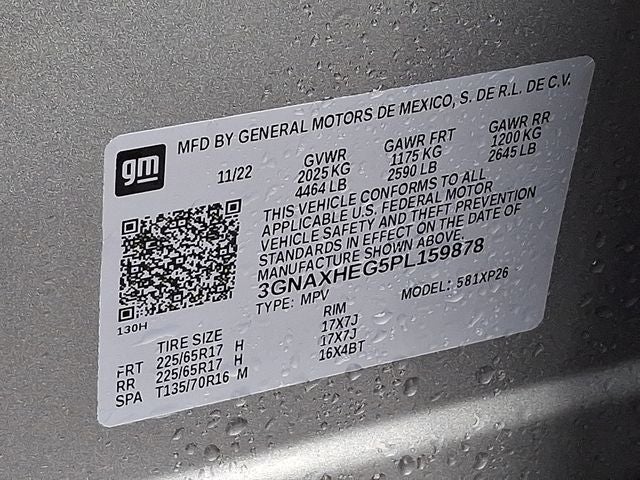 MFD BY GENERAL MOTORS DE MEXICO, S. DE R.L. DE C.V.
gm
11/22 GVWR GAWR FRT GAWR RR
2025 KG 1175 KG 1200 KG
4464 LB 2590 LB 2645 LB
THIS VEHICLE CONFORMS TO ALL
APPLICABLE U.S. FEDERAL MOTOR
VEHICLE SAFETY AND THEFT PREVENTION
STANDARDS IN EFFECT ON THE DATE OF
MANUFACTURE SHOWN ABOVE.
3GNAXHEG5PL159878
TYPE: MPV MODEL: 581XP26
130H
TIRE SIZE RIM
FRT 225/65R17 H 17X7J
RR 225/65R17 H 17X7J
SPA T135/70R16 M 16X4BT